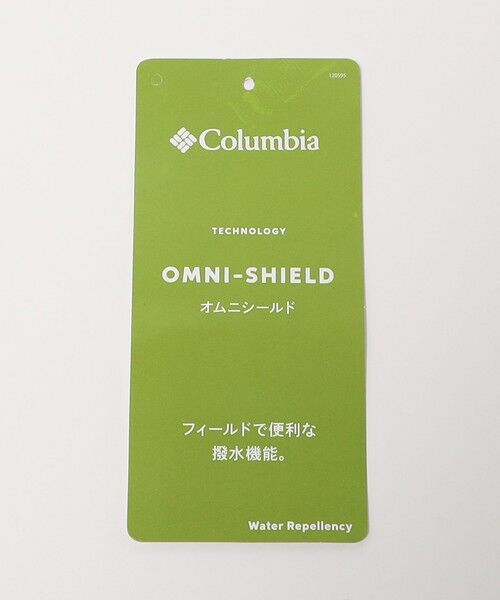 120595
Columbia
TECHNOLOGY
OMNI-SHIELD
オムニシールド
フィールドで便利な
撥水機能。
Water Repellency